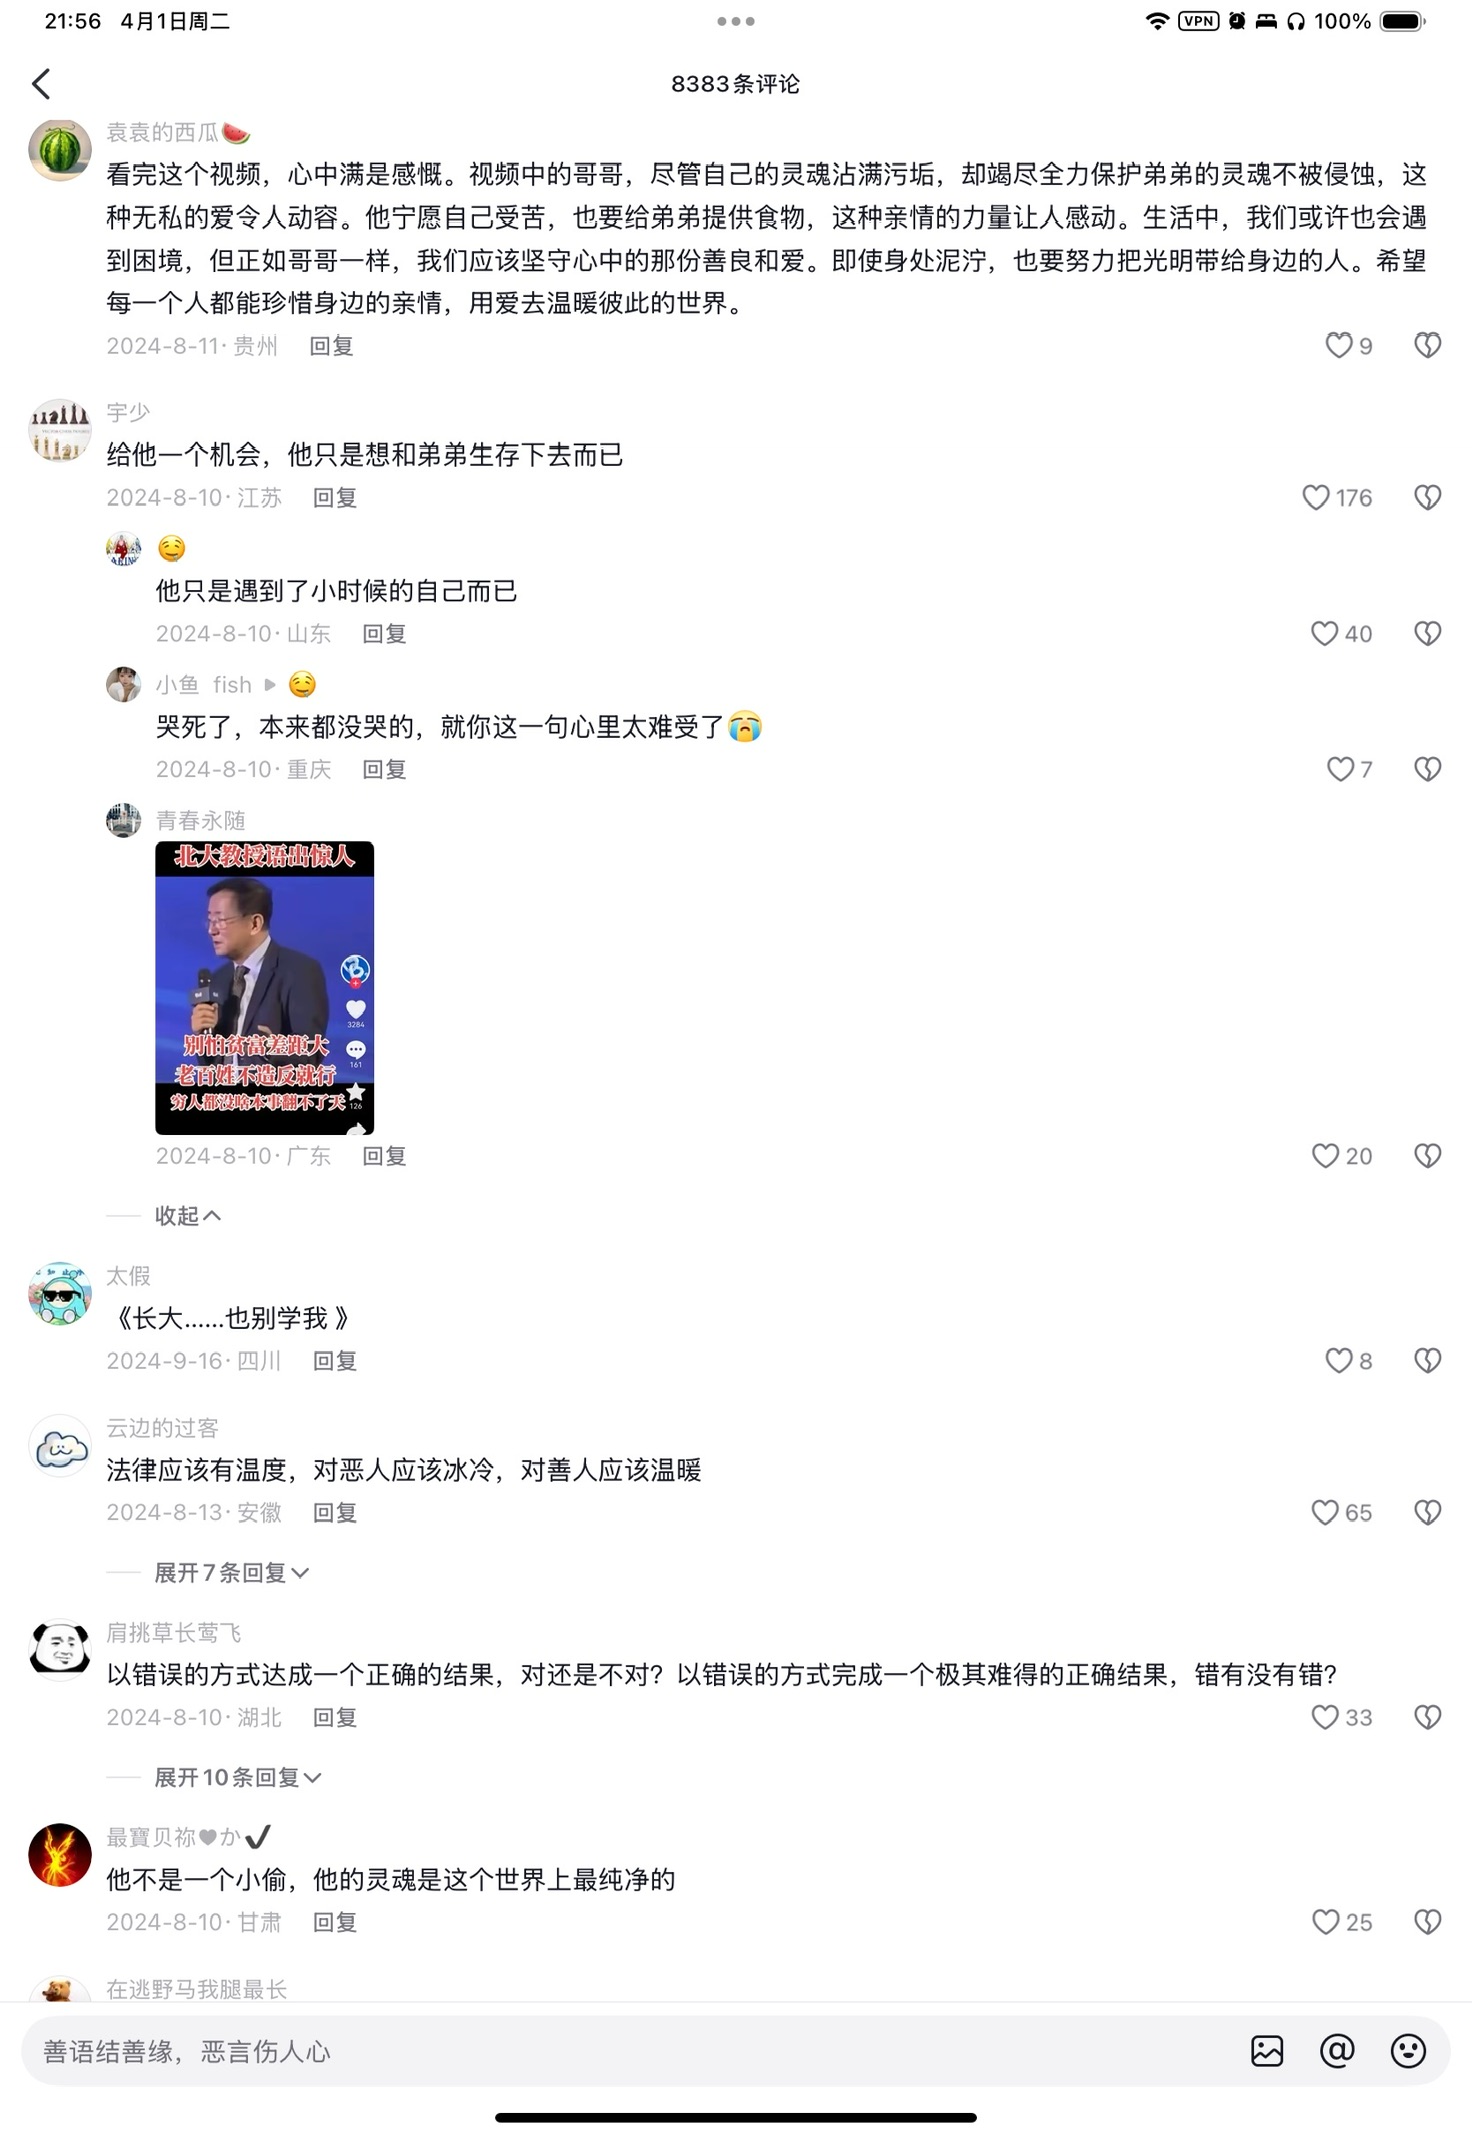 21:56 4月1日周二
VPN 100%
8383条评论
袁袁的西瓜🍉
看完这个视频，心中满是感慨。视频中的哥哥，尽管自己的灵魂沾满污垢，却竭尽全力保护弟弟的灵魂不被侵蚀，这
种无私的爱令人动容。他宁愿自己受苦，也要给弟弟提供食物，这种亲情的力量让人感动。生活中，我们或许也会遇
到困境，但正如哥哥一样，我们应该坚守心中的那份善良和爱。即使身处泥泞，也要努力把光明带给身边的人。希望
每一个人都能珍惜身边的亲情，用爱去温暖彼此的世界。
2024-8-11·贵州 回复 9
宇少
给他一个机会，他只是想和弟弟生存下去而已
2024-8-10·江苏 回复 176
🤤
他只是遇到了小时候的自己而已
2024-8-10·山东 回复 40
小鱼 fish ▶ 🤤
哭死了，本来都没哭的，就你这一句心里太难受了😭
2024-8-10·重庆 回复 7
青春永随
北大教授语出惊人
3284
别怕贫富差距大
161
老百姓不造反就行
穷人都没啥本事翻不了天
126
2024-8-10·广东 回复 20
收起
太假
《长大......也别学我 》
2024-9-16·四川 回复 8
云边的过客
法律应该有温度，对恶人应该冰冷，对善人应该温暖
2024-8-13·安徽 回复 65
展开7条回复
肩挑草长莺飞
以错误的方式达成一个正确的结果，对还是不对？以错误的方式完成一个极其难得的正确结果，错有没有错？
2024-8-10·湖北 回复 33
展开10条回复
最寶贝祢♥か✔
他不是一个小偷，他的灵魂是这个世界上最纯净的
2024-8-10·甘肃 回复 25
在逃野马我腿最长
善语结善缘，恶言伤人心